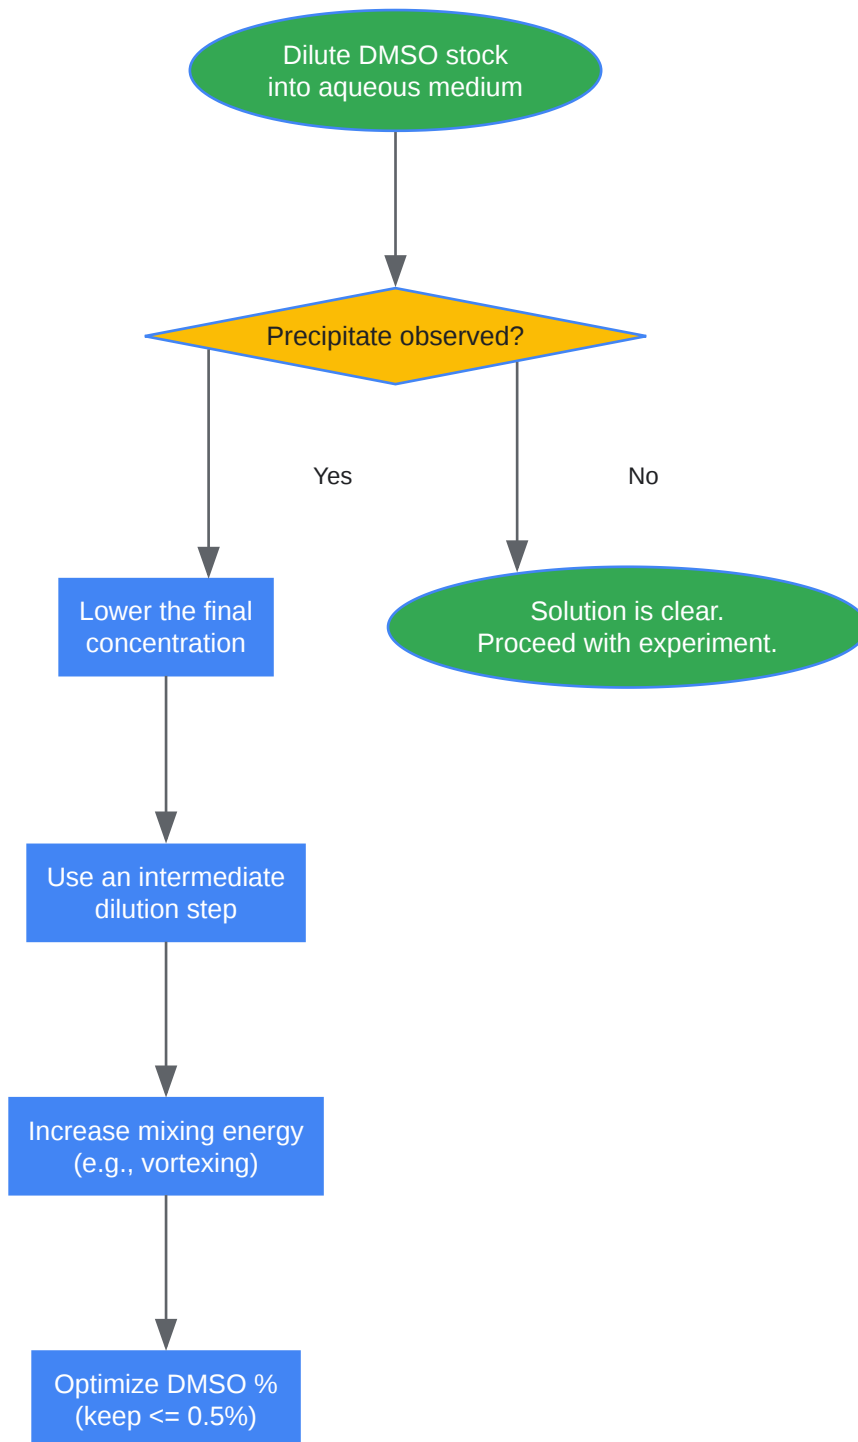 Dilute DMSO stock
into aqueous medium
Precipitate observed?
Yes
No
Lower the final
concentration
Solution is clear.
Proceed with experiment.
Use an intermediate
dilution step
Increase mixing energy
(e.g., vortexing)
Optimize DMSO %
(keep <= 0.5%)